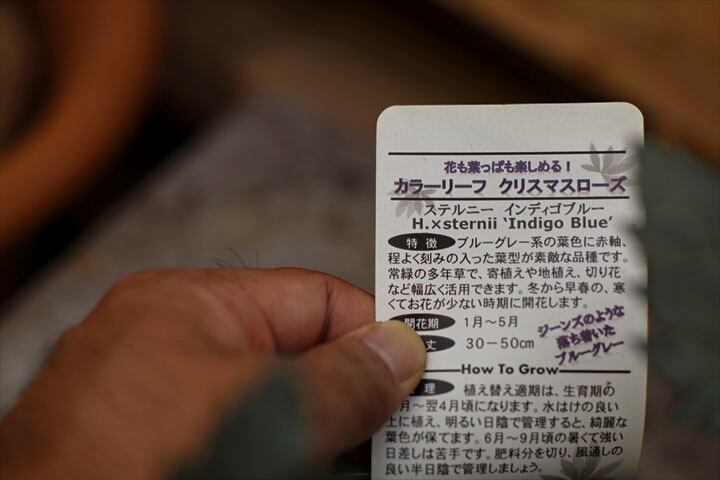 花も葉っぱも楽しめる!
カラーリーフ クリスマスローズ
ステルニー インディゴブルー
H.×sternii ‘Indigo Blue’
特徴 ブルーグレー系の葉色に赤軸、
程よく刻みの入った葉型が素敵な品種です。
常緑の多年草で、寄植えや地植え、切り花
など幅広く活用できます。冬から早春の、寒
くてお花が少ない時期に開花します。
開花期 1月〜5月
丈 30−50cm
ジーンズのような
落ち着いた
ブルーグレー
How To Grow
理 植え替え適期は、生育期の
月〜翌4月頃になります。水はけの良い
土に植え、明るい日陰で管理すると、綺麗な
葉色が保てます。6月〜9月頃の暑くて強い
日差しは苦手です。肥料分を切り、風通しの
良い半日陰で管理しましょう。